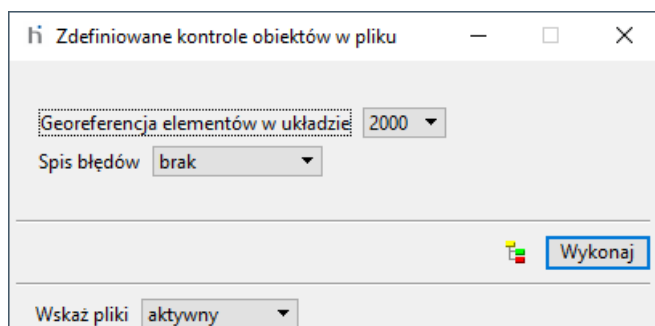 Zdefiniowane kontrole obiektów w pliku
Georeferencja elementów w układzie 2000
Spis błędów brak
Wykonaj
Wskaż pliki aktywny